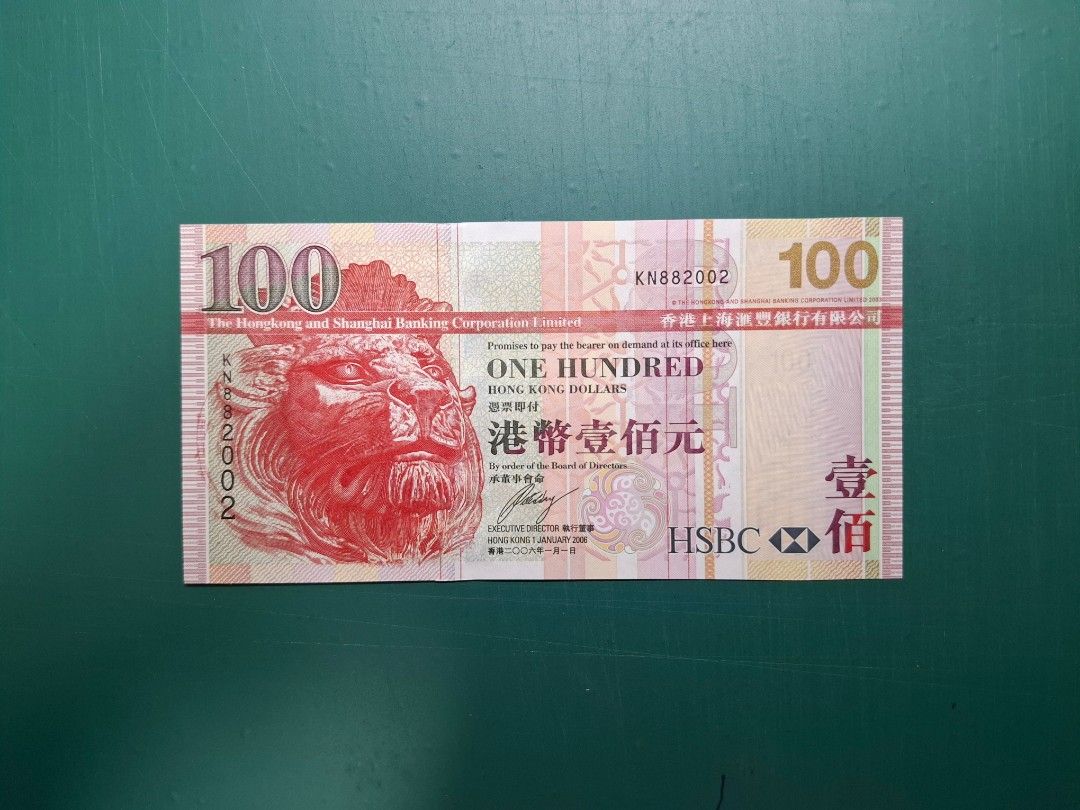 100
KN882002
100
© THE HONGKONG AND SHANGHAI BANKING CORPORATION LIMITED 2003
The Hongkong and Shanghai Banking Corporation Limited
香港上海滙豐銀行有限公司
KN882002
Promises to pay the bearer on demand at its office here
ONE HUNDRED
HONG KONG DOLLARS
憑票即付
港幣壹佰元
By order of the Board of Directors
承董事會命
EXECUTIVE DIRECTOR 執行董事
HONG KONG 1 JANUARY 2006
香港二〇〇六年一月一日
HSBC
壹佰